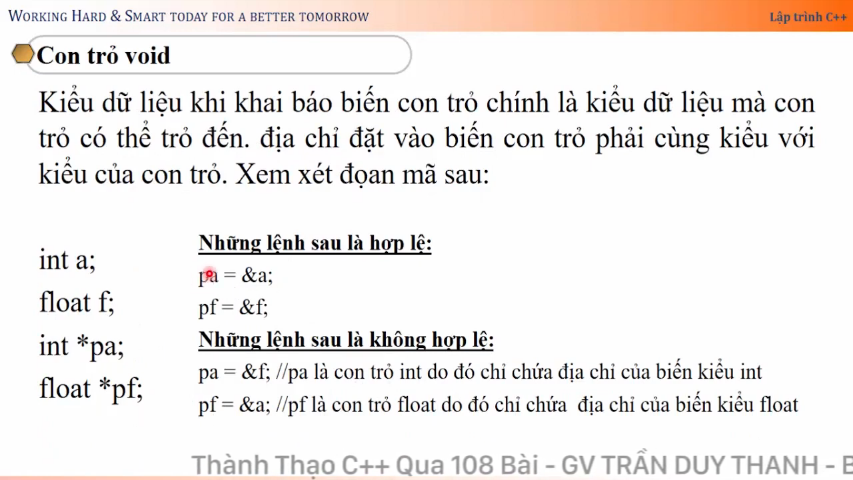 WORKING HARD & SMART TODAY FOR A BETTER TOMORROW
Lập trình C++
Con trỏ void
Kiểu dữ liệu khi khai báo biến con trỏ chính là kiểu dữ liệu mà con
trỏ có thể trỏ đến. địa chỉ đặt vào biến con trỏ phải cùng kiểu với
kiểu của con trỏ. Xem xét đọan mã sau:
int a;
float f;
int *pa;
float *pf;
Những lệnh sau là hợp lệ:
pa = &a;
pf = &f;
Những lệnh sau là không hợp lệ:
pa = &f; //pa là con trỏ int do đó chỉ chứa địa chỉ của biến kiểu int
pf = &a; //pf là con trỏ float do đó chỉ chứa địa chỉ của biến kiểu float
Thành Thạo C++ Qua 108 Bài - GV TRẦN DUY THANH -